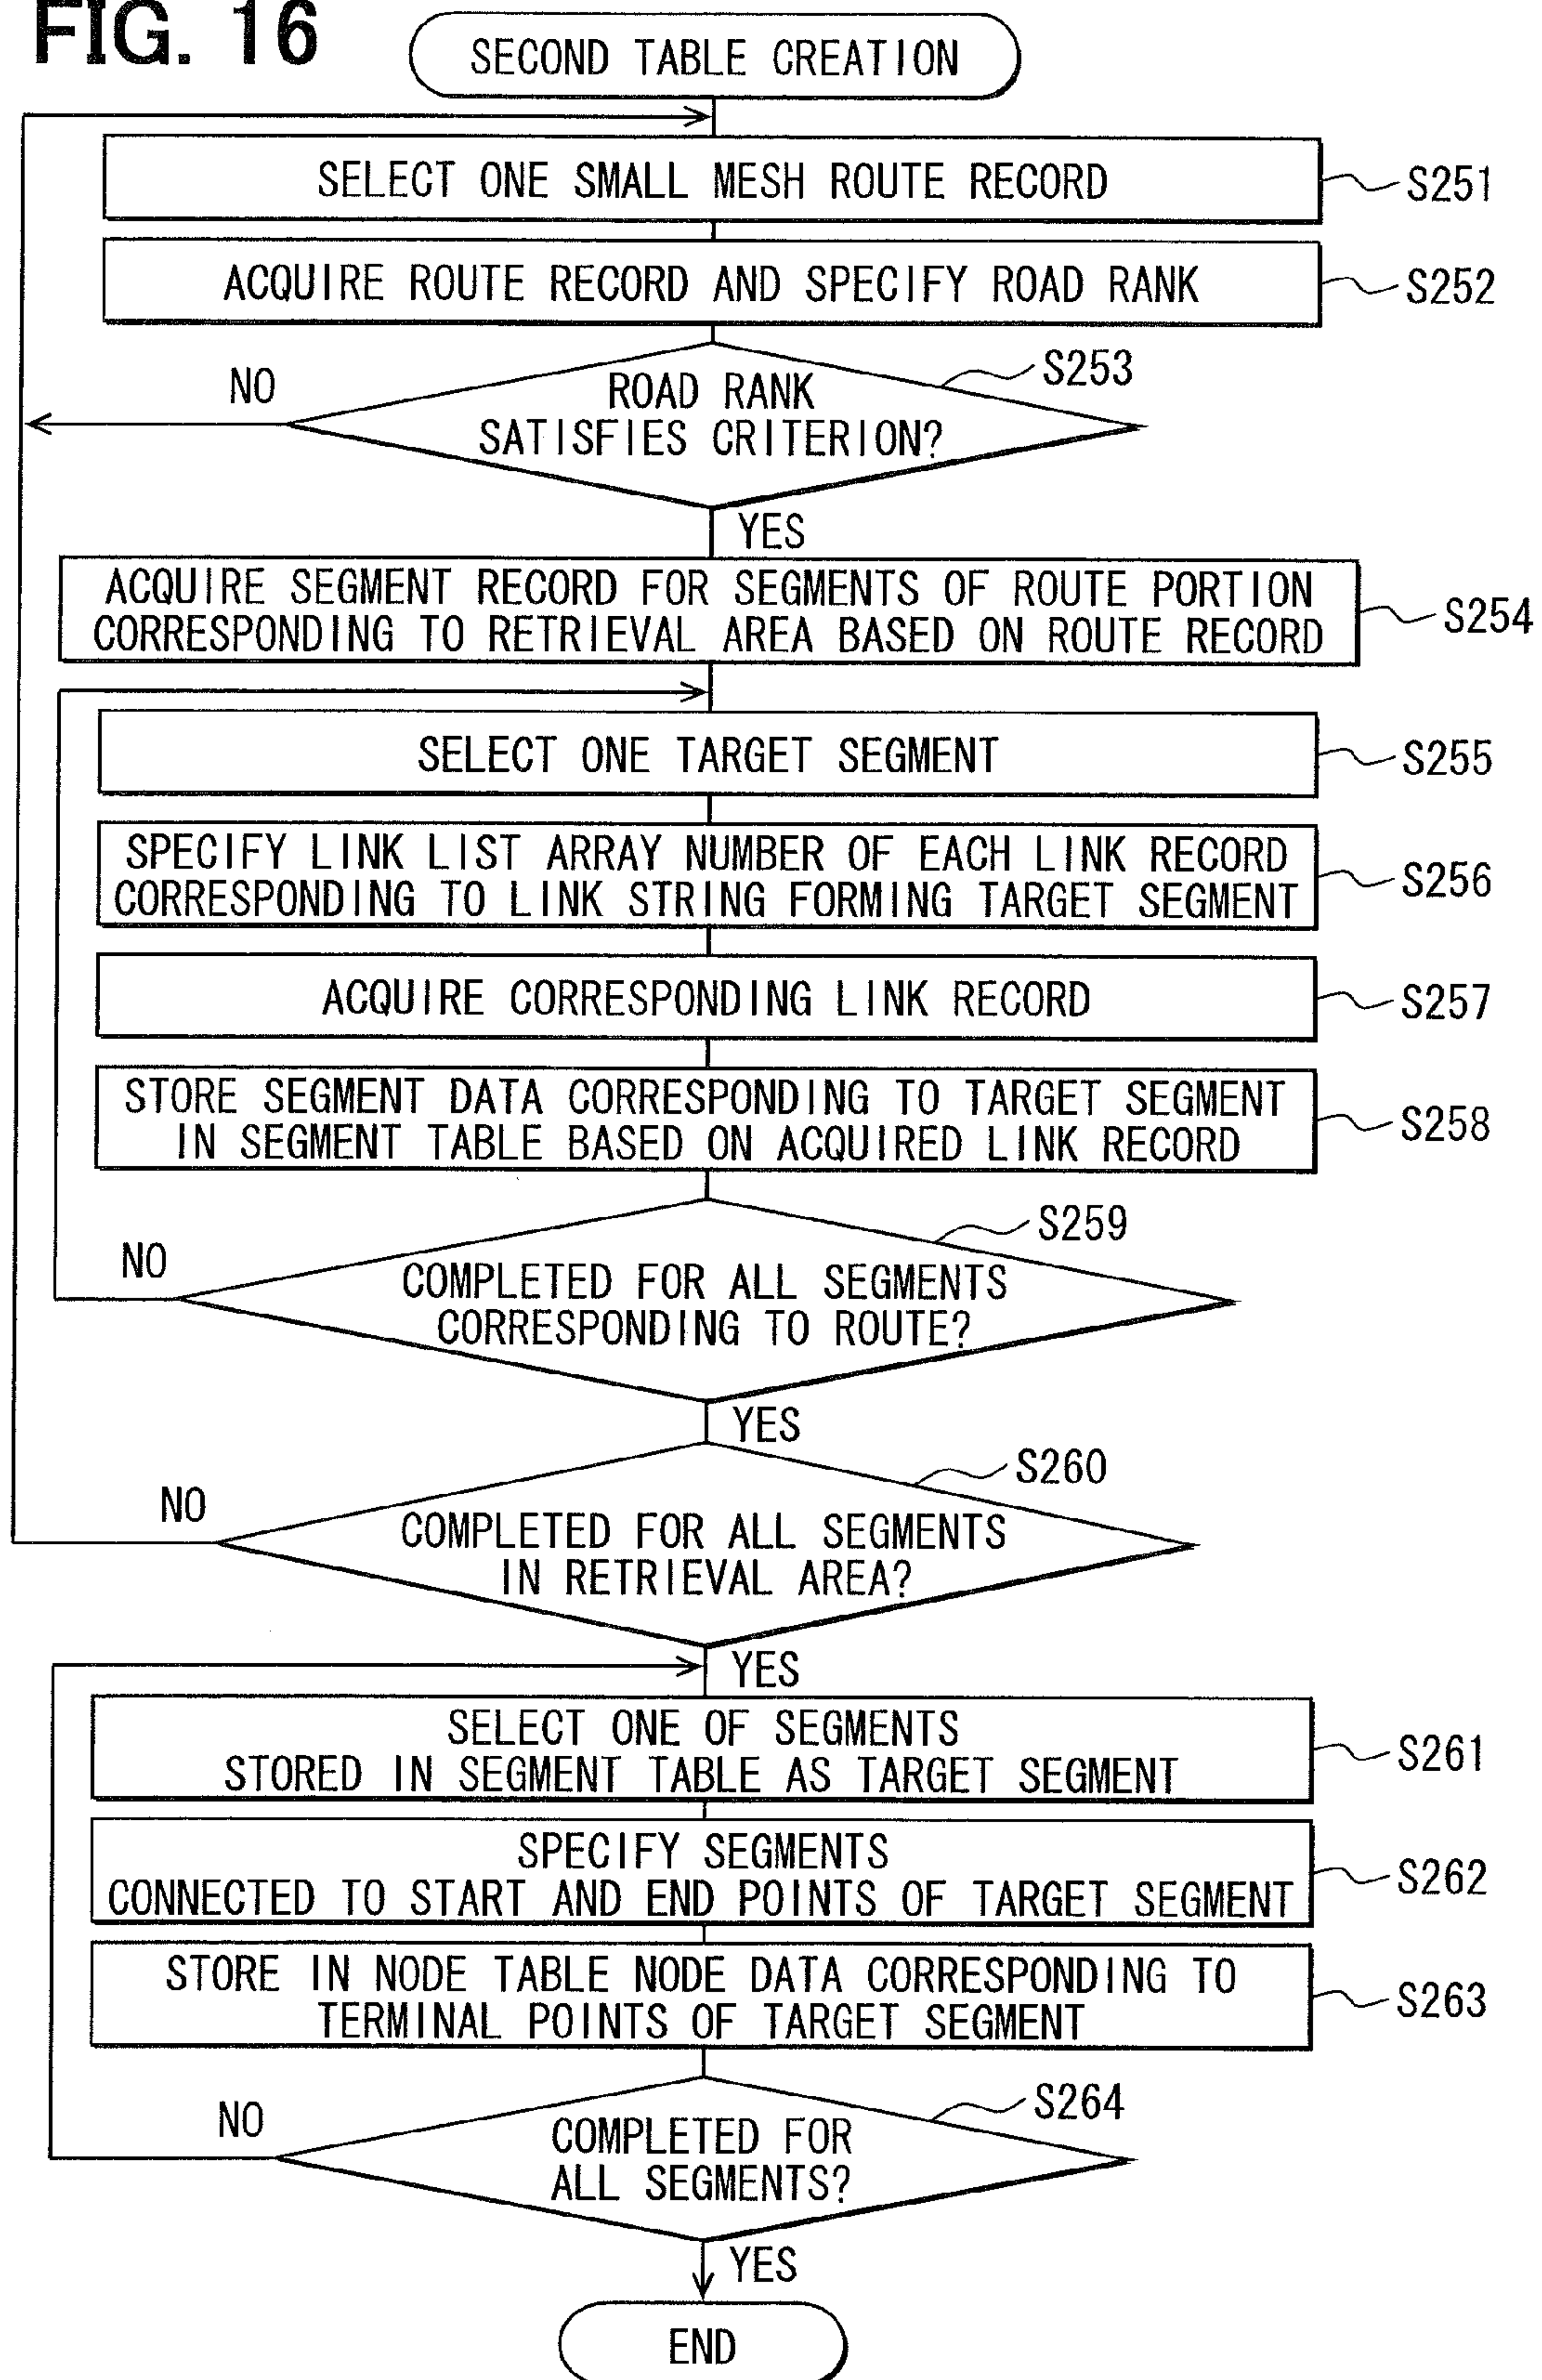 FIG. 16
SECOND TABLE CREATION
SELECT ONE SMALL MESH ROUTE RECORD
S251
ACQUIRE ROUTE RECORD AND SPECIFY ROAD RANK
S252
S253
NO
ROAD RANK
SATISFIES CRITERION?
YES
ACQUIRE SEGMENT RECORD FOR SEGMENTS OF ROUTE PORTION
CORRESPONDING TO RETRIEVAL AREA BASED ON ROUTE RECORD
S254
SELECT ONE TARGET SEGMENT
S255
SPECIFY LINK LIST ARRAY NUMBER OF EACH LINK RECORD
CORRESPONDING TO LINK STRING FORMING TARGET SEGMENT
S256
ACQUIRE CORRESPONDING LINK RECORD
S257
STORE SEGMENT DATA CORRESPONDING TO TARGET SEGMENT
IN SEGMENT TABLE BASED ON ACQUIRED LINK RECORD
S258
S259
NO
COMPLETED FOR ALL SEGMENTS
CORRESPONDING TO ROUTE?
YES
S260
NO
COMPLETED FOR ALL SEGMENTS
IN RETRIEVAL AREA?
YES
SELECT ONE OF SEGMENTS
STORED IN SEGMENT TABLE AS TARGET SEGMENT
S261
SPECIFY SEGMENTS
CONNECTED TO START AND END POINTS OF TARGET SEGMENT
S262
STORE IN NODE TABLE NODE DATA CORRESPONDING TO
TERMINAL POINTS OF TARGET SEGMENT
S263
S264
NO
COMPLETED FOR
ALL SEGMENTS?
YES
END